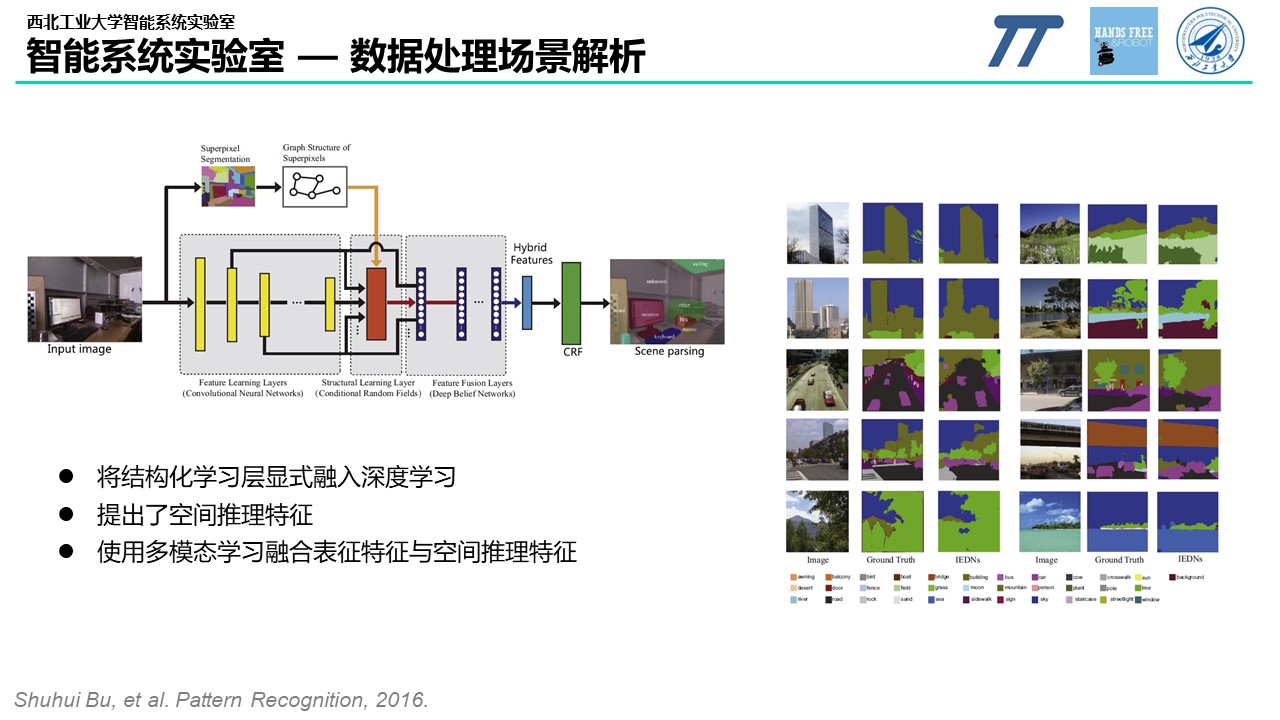 西北工业大学智能系统实验室
智能系统实验室 — 数据处理场景解析
HANDS FREE
&ROBOT
Superpixel
Segmentation
Graph Structure of
Superpixels
Input image
Feature Learning Layers
(Convolutional Neural Networks)
Structural Learning Layer
(Conditional Random Fields)
Feature Fusion Layers
(Deep Belief Networks)
Hybrid
Features
CRF
Scene parsing
● 将结构化学习层显式融入深度学习
● 提出了空间推理特征
● 使用多模态学习融合表征特征与空间推理特征
Image Ground Truth IEDNs Image Ground Truth IEDNs
awning balcony bird boat bridge building bus car cow crosswalk sun background
desert door fence field grass moon mountain person plant pole tree
river road rock sand sea sidewalk sign sky staircase streetlight window
Shuhui Bu, et al. Pattern Recognition, 2016.